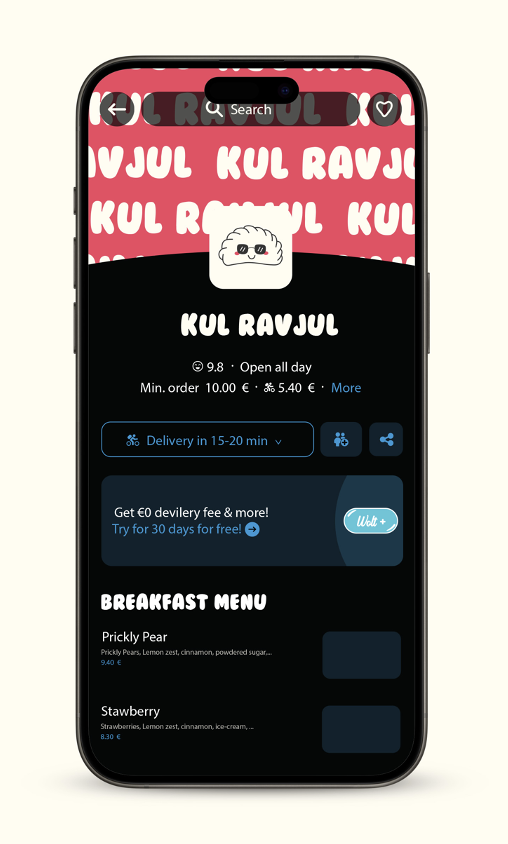 KUL RAVJUL KUL
Search
RAVJUL KUL RAVJUL
KUL RAVJUL KUL
KUL RAVJUL
9.8 · Open all day
Min. order 10.00 € · 5.40 € · More
Delivery in 15-20 min
Get €0 devilery fee & more!
Try for 30 days for free!
Wolt +
BREAKFAST MENU
Prickly Pear
Prickly Pears, Lemon zest, cinnamon, powdered sugar,...
9.40 €
Stawberry
Strawberries, Lemon zest, cinnamon, ice-cream, ...
8.30 €